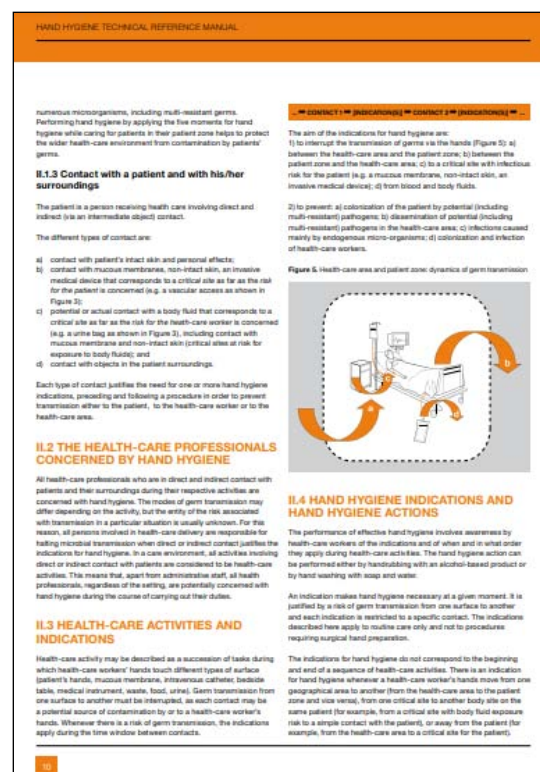 HAND HYGIENE TECHNICAL REFERENCE MANUAL
numerous microorganisms, including multi-resistant germs.
Performing hand hygiene by applying the five moments for hand
hygiene while caring for patients in their patient zone helps to protect
the wider health-care environment from contamination by patients'
germs.
II.1.3 Contact with a patient and with his/her
surroundings
The patient is a person receiving health care involving direct and
indirect (via an intermediate object) contact.
The different types of contact are:
a) contact with patient's intact skin and personal effects;
b) contact with mucous membranes, non-intact skin, an invasive
medical device that corresponds to a critical site as far as the risk
for the patient is concerned (e.g. a vascular access as shown in
Figure 3);
c) potential or actual contact with a body fluid that corresponds to a
critical site as far as the risk for the heath-care worker is concerned
(e.g. a urine bag as shown in Figure 3), including contact with
mucous membrane and non-intact skin (critical sites at risk for
exposure to body fluids); and
d) contact with objects in the patient surroundings.
Each type of contact justifies the need for one or more hand hygiene
indications, preceding and following a procedure in order to prevent
transmission either to the patient, to the health-care worker or to the
health-care area.
II.2 THE HEALTH-CARE PROFESSIONALS
CONCERNED BY HAND HYGIENE
All health-care professionals who are in direct and indirect contact with
patients and their surroundings during their respective activities are
concerned with hand hygiene. The modes of germ transmission may
differ depending on the activity, but the entity of the risk associated
with transmission in a particular situation is usually unknown. For this
reason, all persons involved in health-care delivery are responsible for
halting microbial transmission when direct or indirect contact justifies the
indications for hand hygiene. In a care environment, all activities involving
direct or indirect contact with patients are considered to be health-care
activities. This means that, apart from administrative staff, all health
professionals, regardless of the setting, are potentially concerned with
hand hygiene during the course of carrying out their duties.
II.3 HEALTH-CARE ACTIVITIES AND
INDICATIONS
Health-care activity may be described as a succession of tasks during
which health-care workers' hands touch different types of surface
(patient's hands, mucous membrane, intravenous catheter, bedside
table, medical instrument, waste, food, urine). Germ transmission from
one surface to another must be interrupted, as each contact may be
a potential source of contamination by or to a health-care worker's
hands. Whenever there is a risk of germ transmission, the indications
apply during the time window between contacts.
... ➡ CONTACT 1 ➡ [INDICATION(S)] ➡ CONTACT 2 ➡ [INDICATION(S)] ➡ ...
The aim of the indications for hand hygiene are:
1) to interrupt the transmission of germs via the hands (Figure 5): a)
between the health-care area and the patient zone; b) between the
patient zone and the health-care area; c) to a critical site with infectious
risk for the patient (e.g. a mucous membrane, non-intact skin, an
invasive medical device); d) from blood and body fluids.
2) to prevent: a) colonization of the patient by potential (including
multi-resistant) pathogens; b) dissemination of potential (including
multi-resistant) pathogens in the health-care area; c) infections caused
mainly by endogenous micro-organisms; d) colonization and infection
of health-care workers.
Figure 5. Health-care area and patient zone: dynamics of germ transmission
a
b
c
d
II.4 HAND HYGIENE INDICATIONS AND
HAND HYGIENE ACTIONS
The performance of effective hand hygiene involves awareness by
health-care workers of the indications and of when and in what order
they apply during health-care activities. The hand hygiene action can
be performed either by handrubbing with an alcohol-based product or
by hand washing with soap and water.
An indication makes hand hygiene necessary at a given moment. It is
justified by a risk of germ transmission from one surface to another
and each indication is restricted to a specific contact. The indications
described here apply to routine care only and not to procedures
requiring surgical hand preparation.
The indications for hand hygiene do not correspond to the beginning
and end of a sequence of health-care activities. There is an indication
for hand hygiene whenever a health-care worker's hands move from one
geographical area to another (from the health-care area to the patient
zone and vice versa), from one critical site to another body site on the
same patient (for example, from a critical site with body fluid exposure
risk to a simple contact with the patient), or away from the patient (for
example, from the health-care area to a critical site for the patient).
10